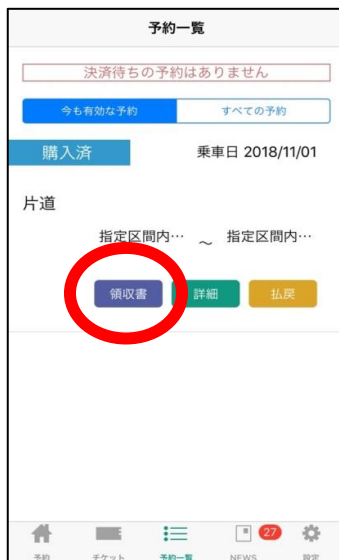 予約一覧
決済待ちの予約はありません
今も有効な予約 すべての予約
購入済 乗車日 2018/11/01
片道
指定区間内… ～ 指定区間内…
領収書 詳細 払戻
27
予約 チケット 予約一覧 NEWS 設定